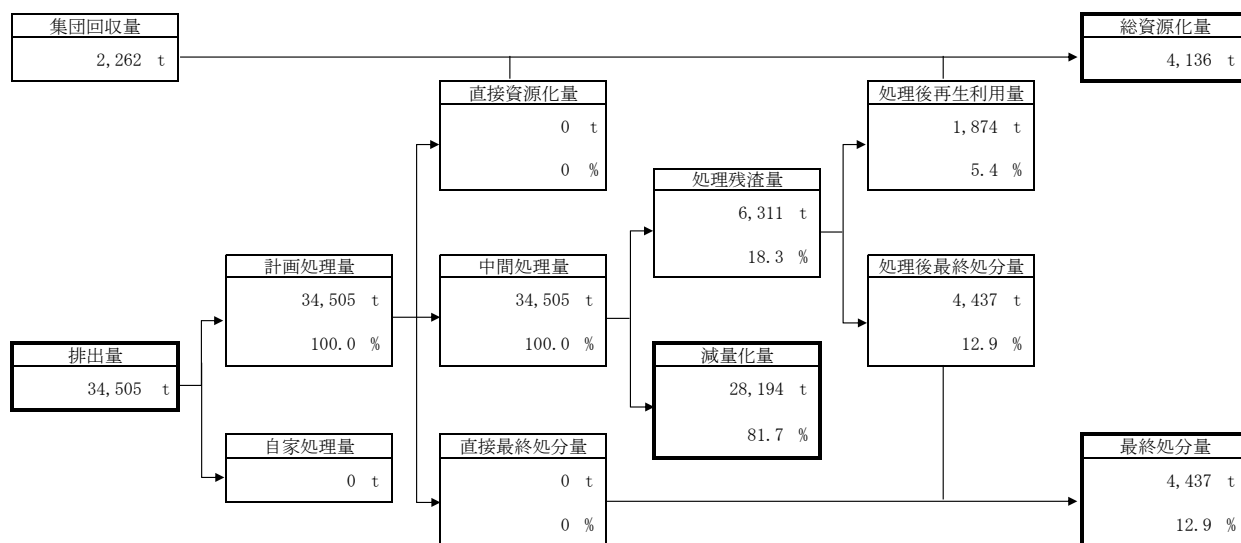 集団回収量
2,262 t
総資源化量
4,136 t
直接資源化量
0 t
0 %
処理後再生利用量
1,874 t
5.4 %
処理残渣量
6,311 t
18.3 %
計画処理量
34,505 t
100.0 %
中間処理量
34,505 t
100.0 %
処理後最終処分量
4,437 t
12.9 %
排出量
34,505 t
減量化量
28,194 t
81.7 %
自家処理量
0 t
直接最終処分量
0 t
0 %
最終処分量
4,437 t
12.9 %